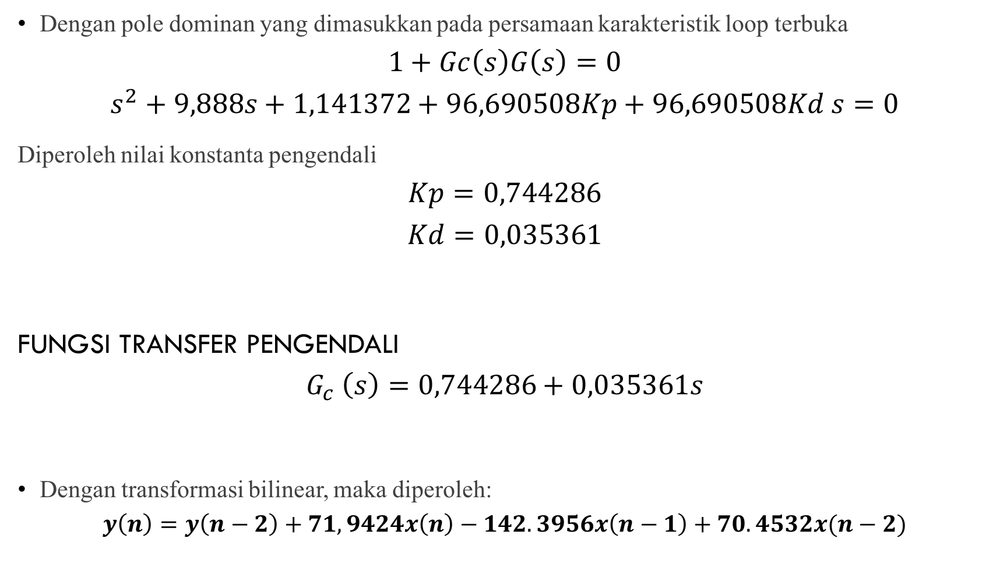 • Dengan pole dominan yang dimasukkan pada persamaan karakteristik loop terbuka
1 + Gc(s)G(s) = 0
s² + 9,888s + 1,141372 + 96,690508Kp + 96,690508Kd s = 0
Diperoleh nilai konstanta pengendali
Kp = 0,744286
Kd = 0,035361
FUNGSI TRANSFER PENGENDALI
G_c (s) = 0,744286 + 0,035361s
• Dengan transformasi bilinear, maka diperoleh:
y(n) = y(n − 2) + 71,9424x(n) − 142.3956x(n − 1) + 70.4532x(n − 2)